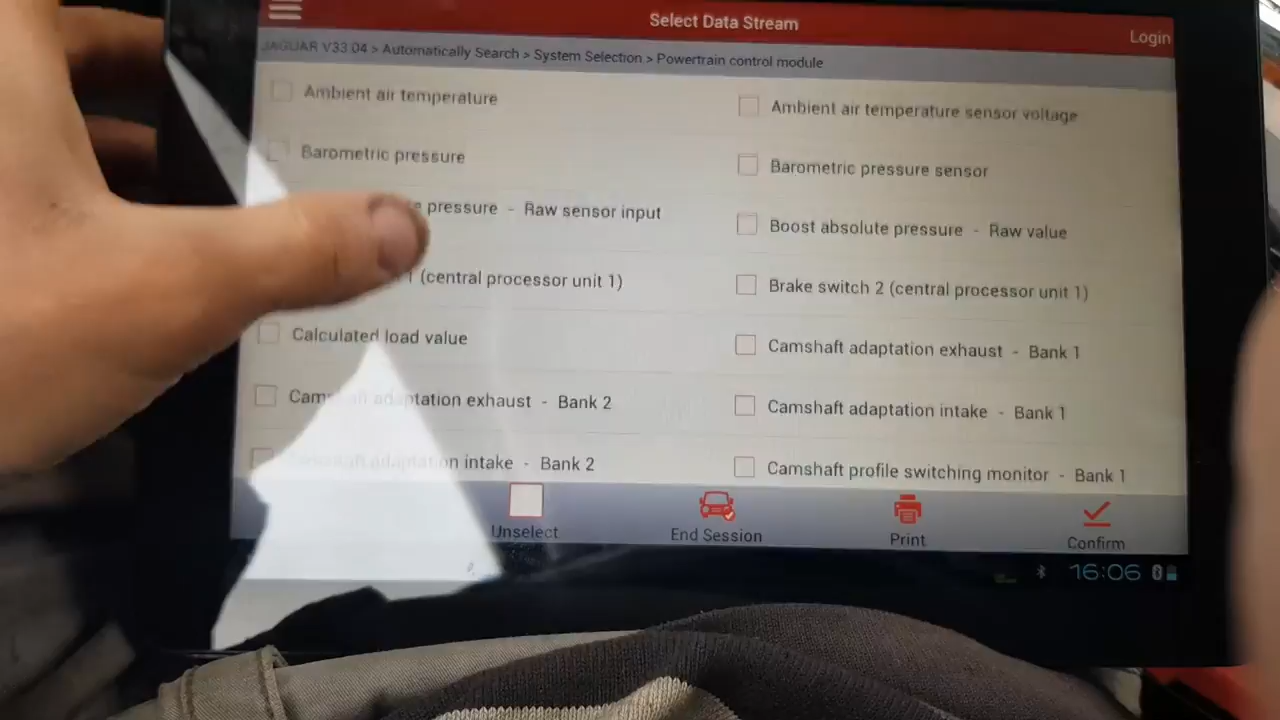 Select Data Stream
Login
JAGUAR V33.04 > Automatically Search > System Selection > Powertrain control module
Ambient air temperature
Ambient air temperature sensor voltage
Barometric pressure
Barometric pressure sensor
pressure - Raw sensor input
Boost absolute pressure - Raw value
(central processor unit 1)
Brake switch 2 (central processor unit 1)
Calculated load value
Camshaft adaptation exhaust - Bank 1
Camshaft adaptation exhaust - Bank 2
Camshaft adaptation intake - Bank 1
Camshaft adaptation intake - Bank 2
Camshaft profile switching monitor - Bank 1
Unselect
End Session
Print
Confirm
16:06